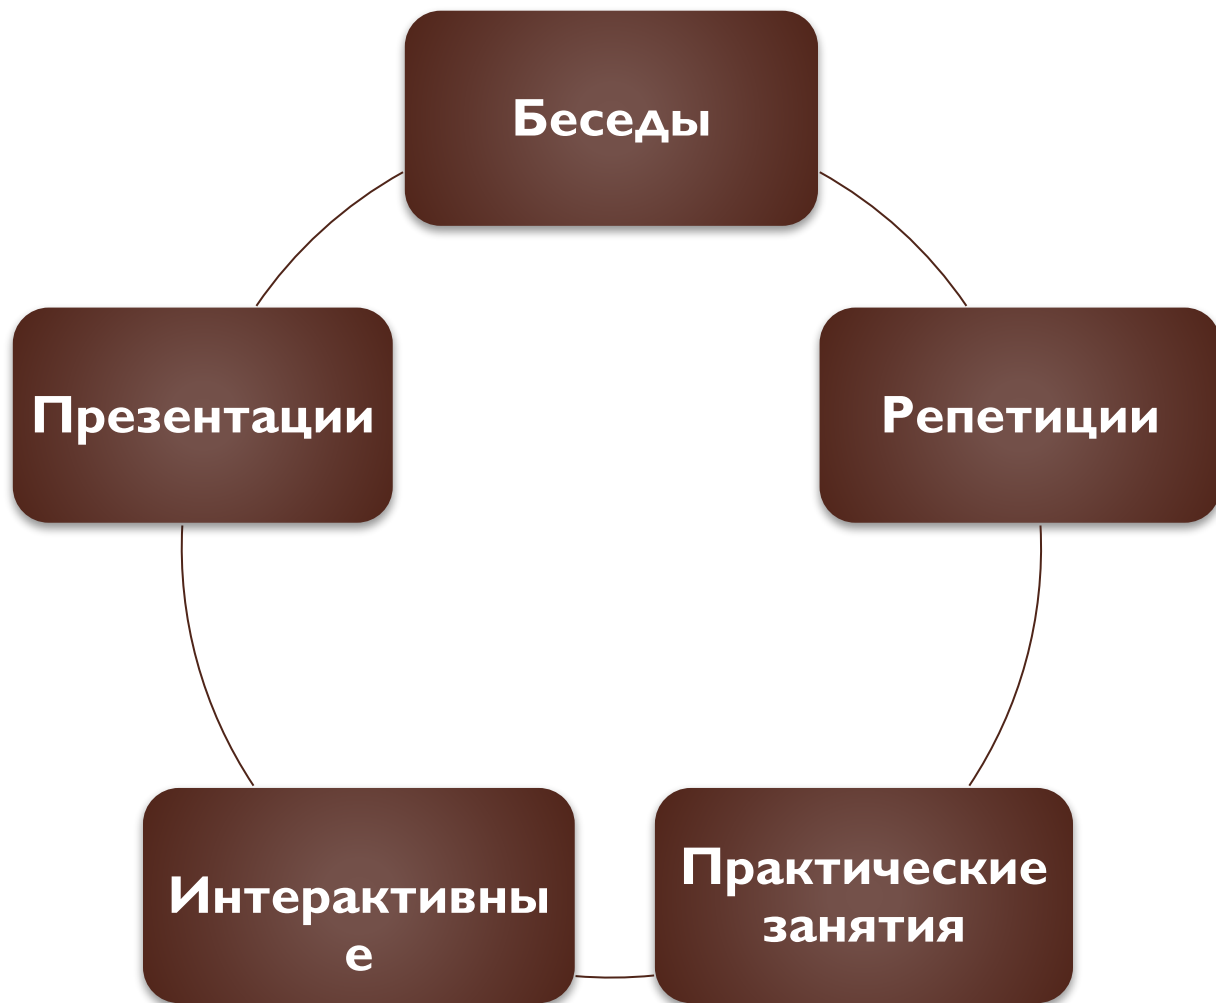 Беседы
Презентации
Репетиции
Интерактивны
е
Практические
занятия